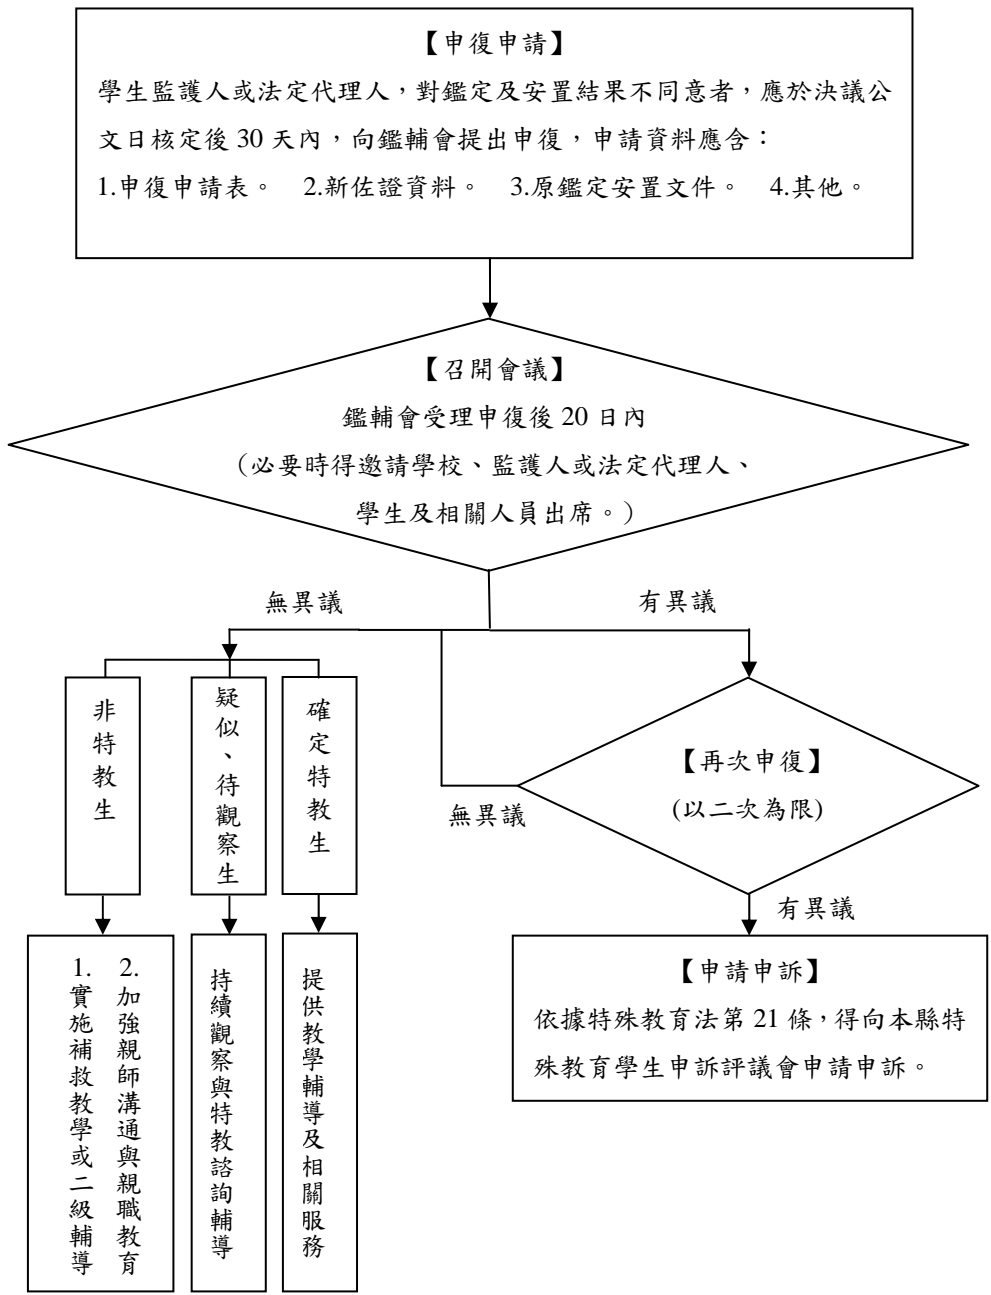 【申復申請】
學生監護人或法定代理人，對鑑定及安置結果不同意者，應於決議公
文日核定後 30 天內，向鑑輔會提出申復，申請資料應含：
1.申復申請表。 2.新佐證資料。 3.原鑑定安置文件。 4.其他。
【召開會議】
鑑輔會受理申復後 20 日內
（必要時得邀請學校、監護人或法定代理人、
學生及相關人員出席。）
無異議
有異議
非特教生
疑似、待觀察生
確定特教生
【再次申復】
(以二次為限)
無異議
有異議
1.實施補救教學或二級輔導
2.加強親師溝通與親職教育
持續觀察與特教諮詢輔導
提供教學輔導及相關服務
【申請申訴】
依據特殊教育法第 21 條，得向本縣特
殊教育學生申訴評議會申請申訴。